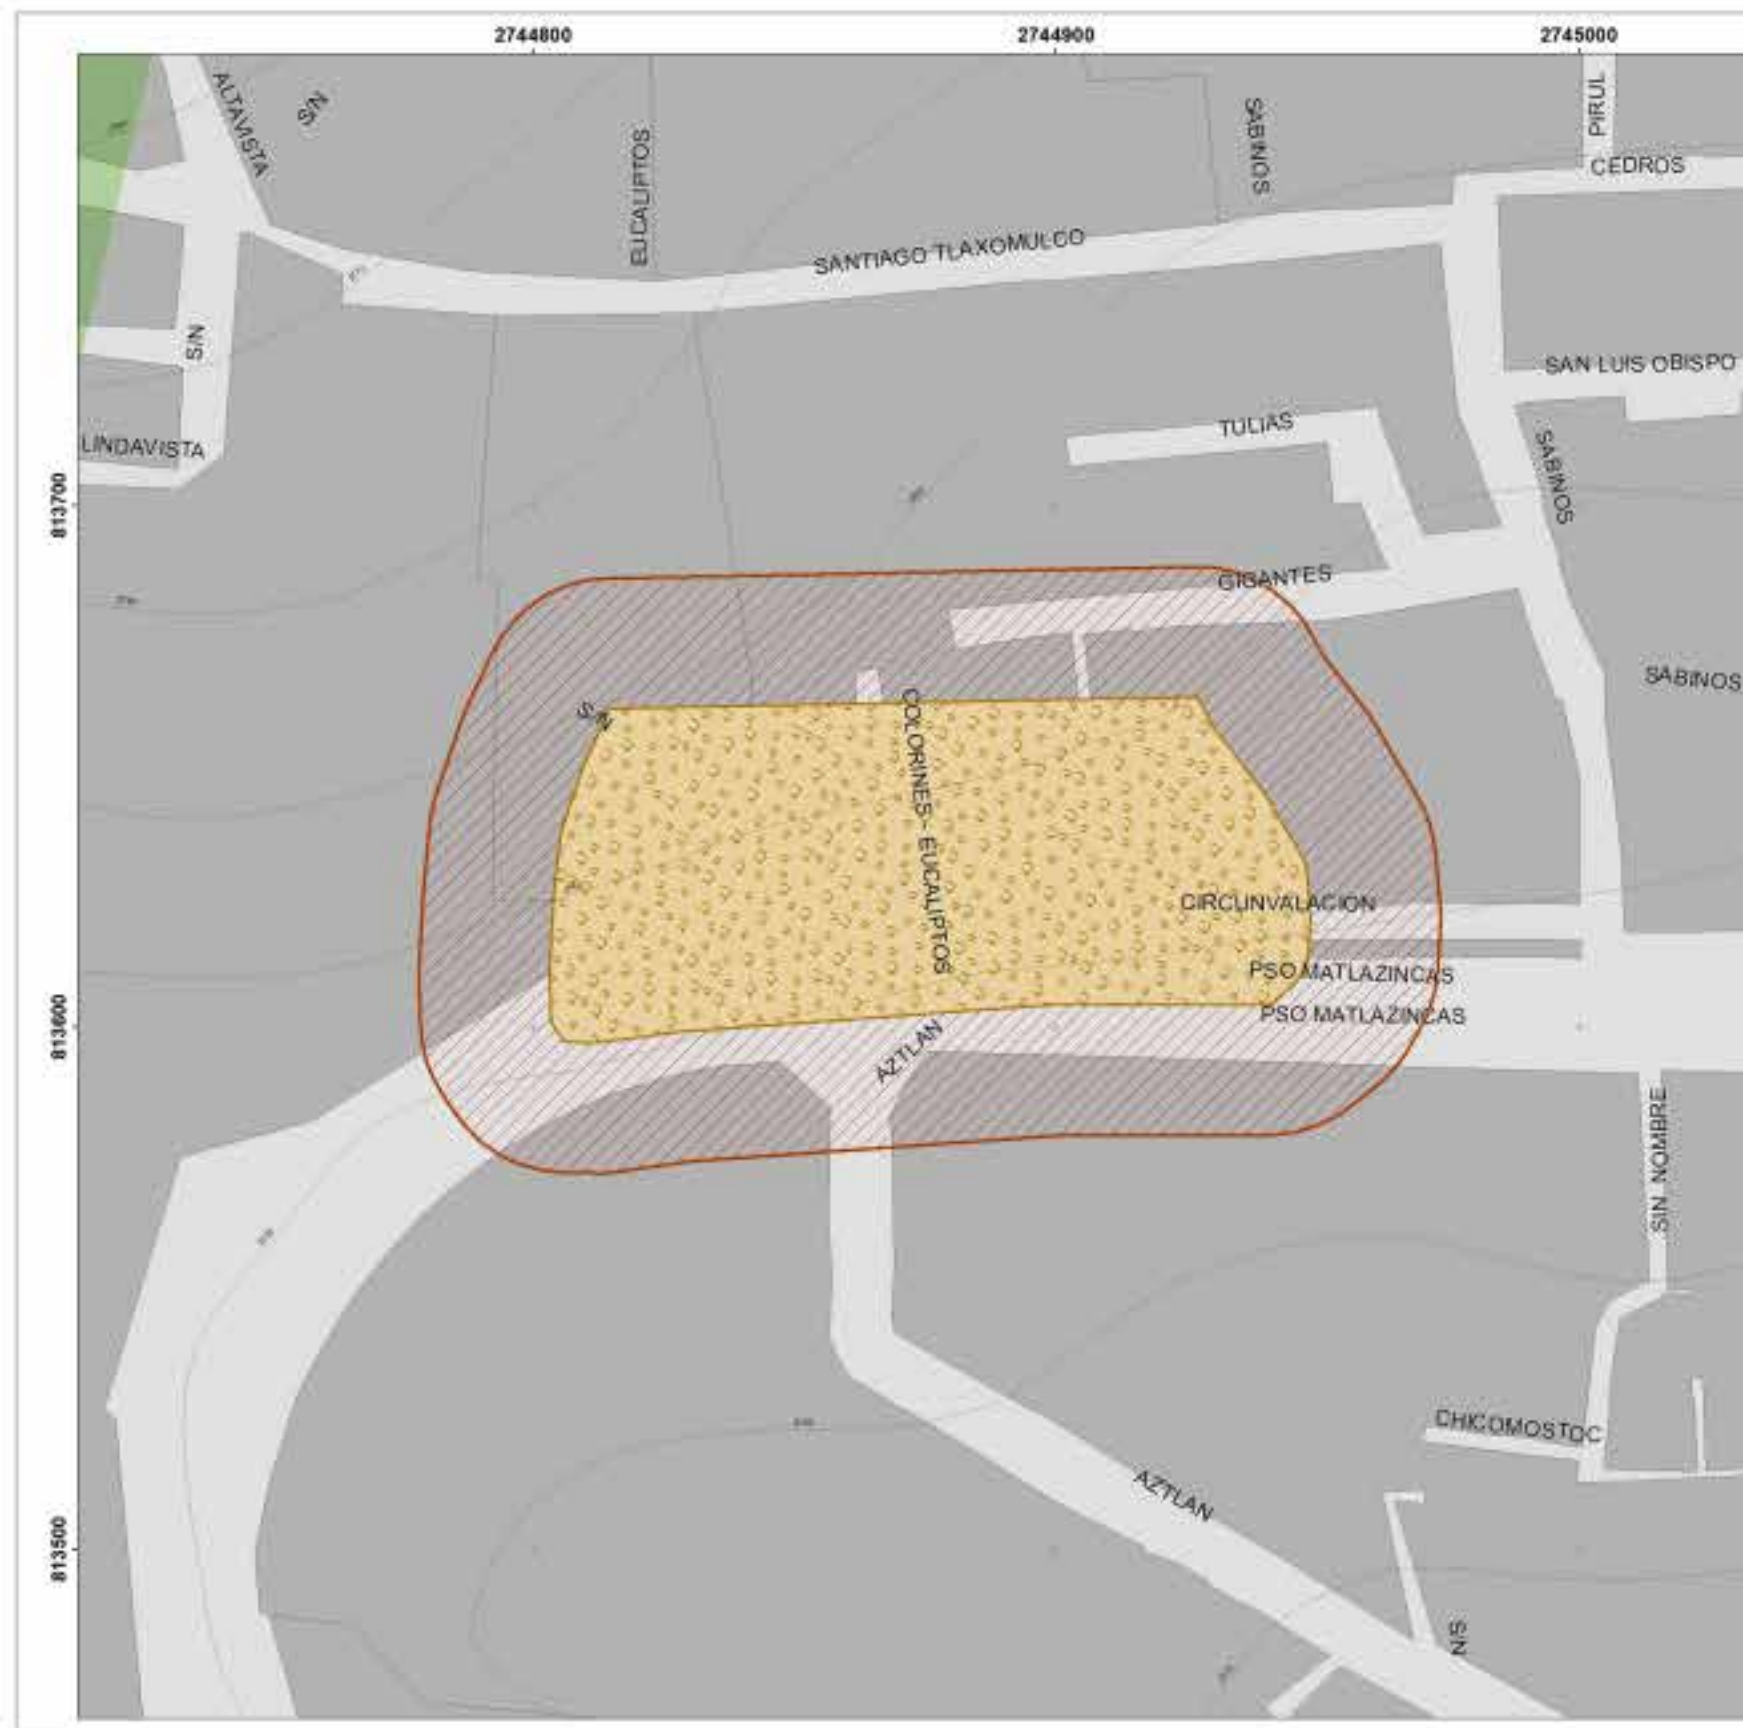 2744800 2744900 2745000
ALTAVISTA
S/N
EUCALIPTOS
SABINOS
PIRUL
CEDROS
SANTIAGO TLAXOMULCO
S/N
SAN LUIS OBISPO
TULIAS
LINDAVISTA
SABINOS
813700
GIGANTES
SABINOS
S/N
COLORINES - EUCALIPTOS
CIRCUNVALACION
PSO MATLAZINCAS
PSO MATLAZINCAS
813600
AZTLAN
SIN NOMBRE
CHICOMOSTOC
AZTLAN
813500
S/N